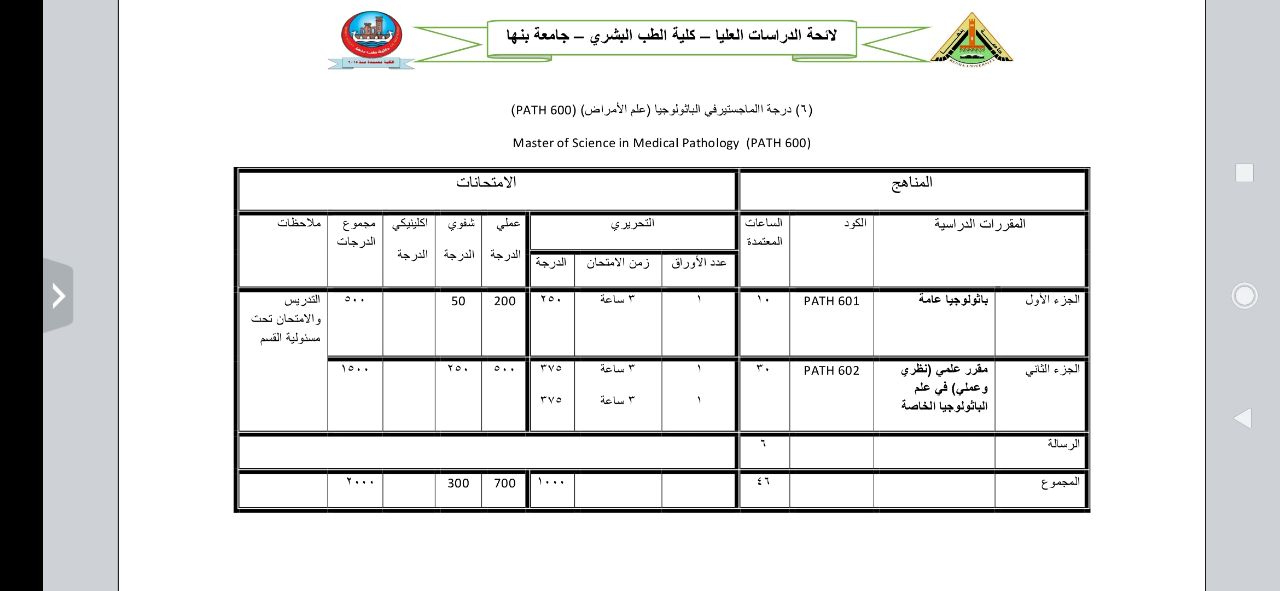 لائحة الدراسات العليا – كلية الطب البشري – جامعة بنها
(٦) درجة االماجستيرفي الباثولوجيا (علم الأمراض) (PATH 600)
Master of Science in Medical Pathology (PATH 600)
المناهج الامتحانات
المقررات الدراسية الكود الساعات المعتمدة التحريري عملي الدرجة شفوي الدرجة اكلينيكي الدرجة مجموع الدرجات ملاحظات
عدد الأوراق زمن الامتحان الدرجة
الجزء الأول باثولوجيا عامة PATH 601 ١٠ ١ ٣ ساعة ٢٥٠ 200 50 ٥٠٠ التدريس
والامتحان تحت
مسئولية القسم
الجزء الثاني مقرر علمي (نظري PATH 602 ٣٠ ١ ٣ ساعة ٣٧٥ ٥٠٠ ٢٥٠ ١٥٠٠
وعملي) في علم
الباثولوجيا الخاصة ١ ٣ ساعة ٣٧٥
الرسالة ٦
المجموع ٤٦ ١٠٠٠ 700 300 ٢٠٠٠